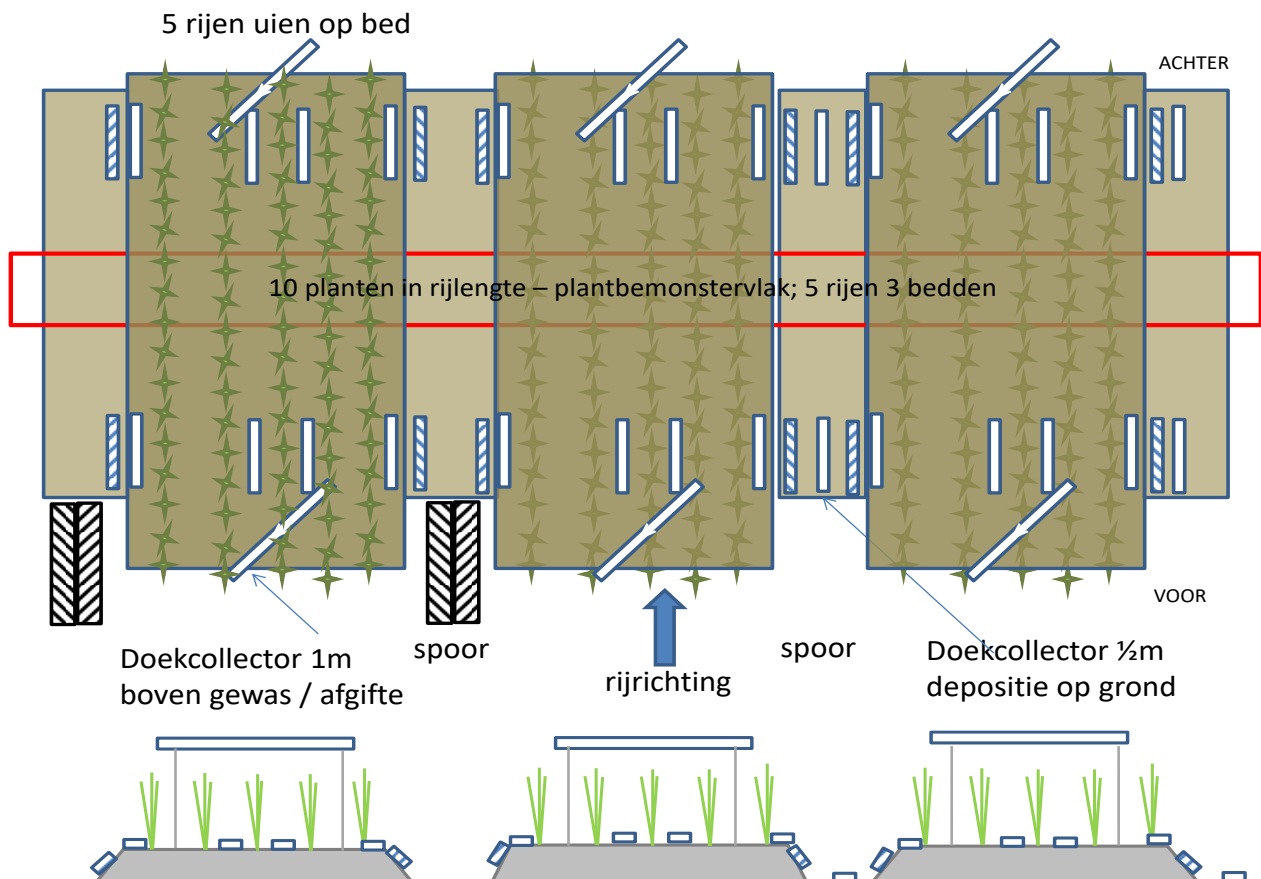 5 rijen uien op bed
ACHTER
10 planten in rijlengte – plantbemonstervlak; 5 rijen 3 bedden
VOOR
Doekcollector 1m
boven gewas / afgifte
spoor
rijrichting
spoor
Doekcollector ½m
depositie op grond